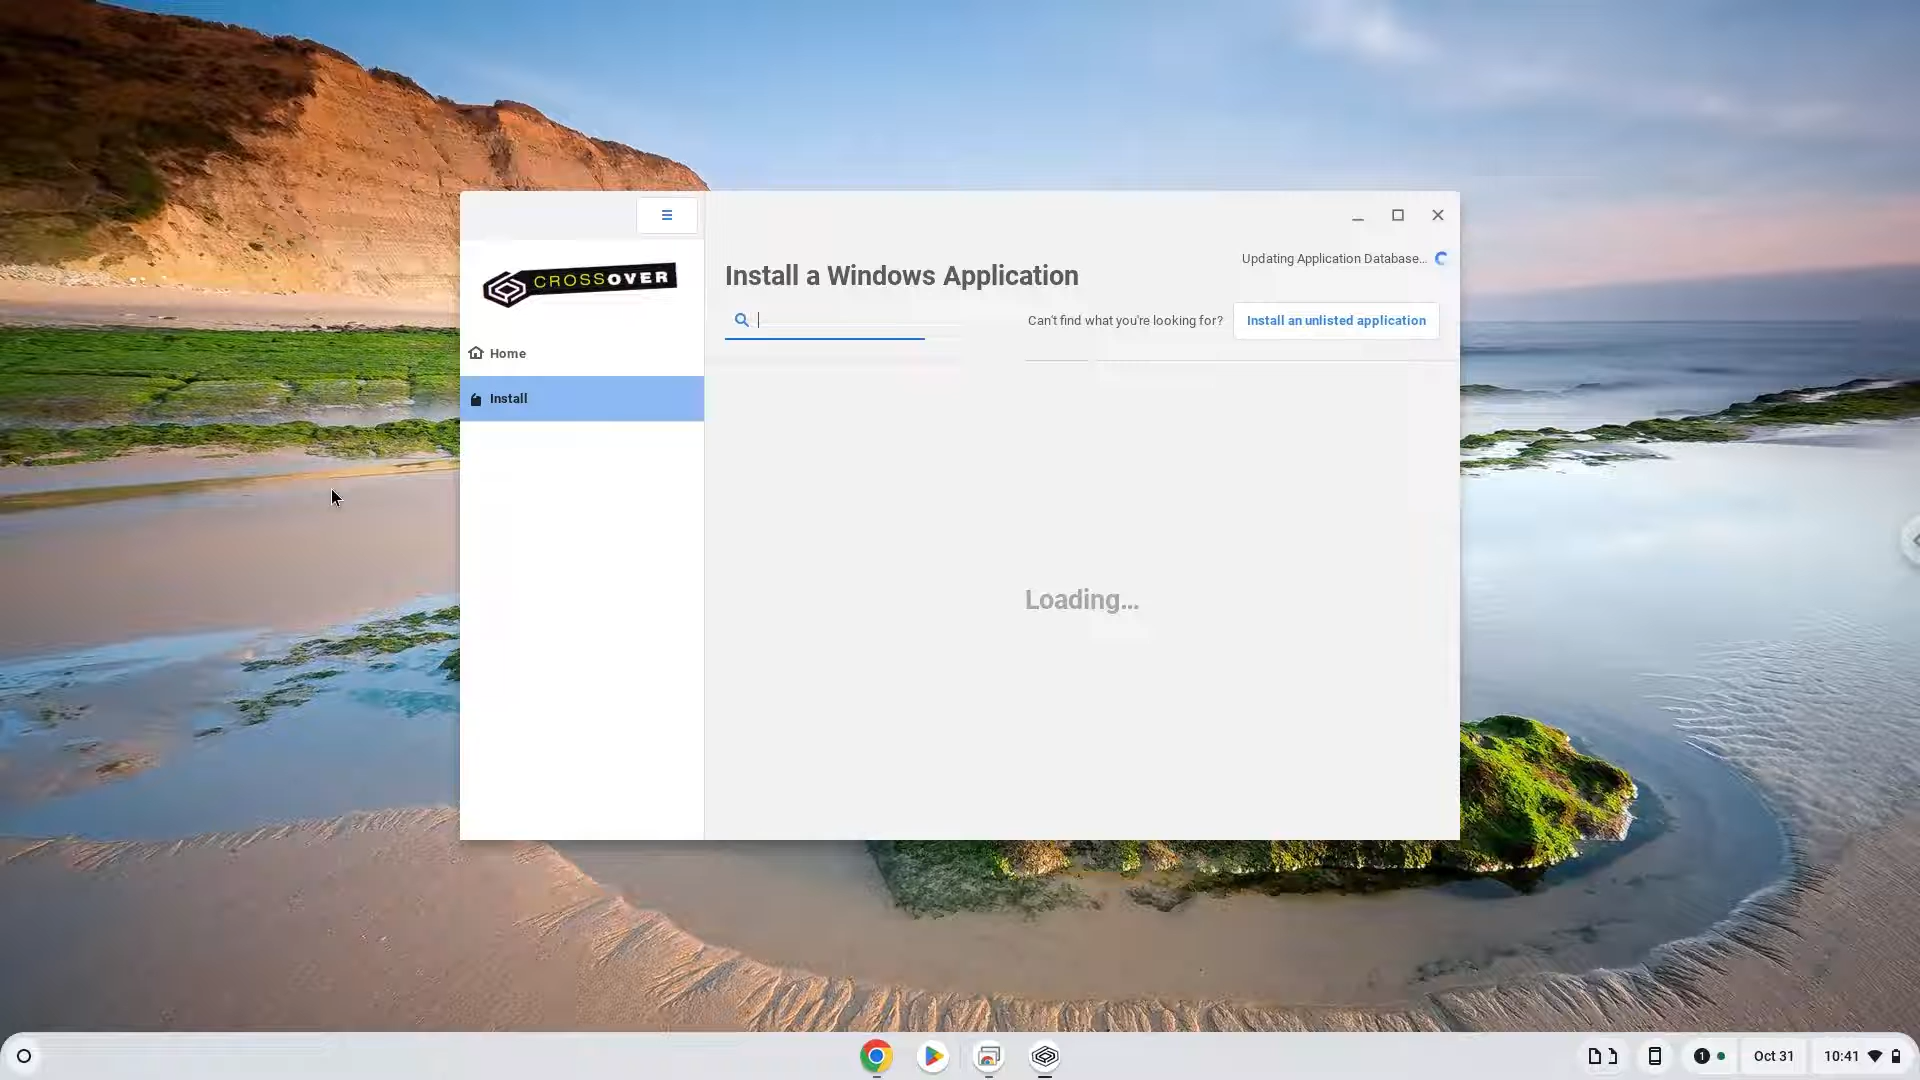 CROSSOVER
Home
Install
Updating Application Database...
Install a Windows Application
Can't find what you're looking for?
Install an unlisted application
Loading...
1
Oct 31
10:41